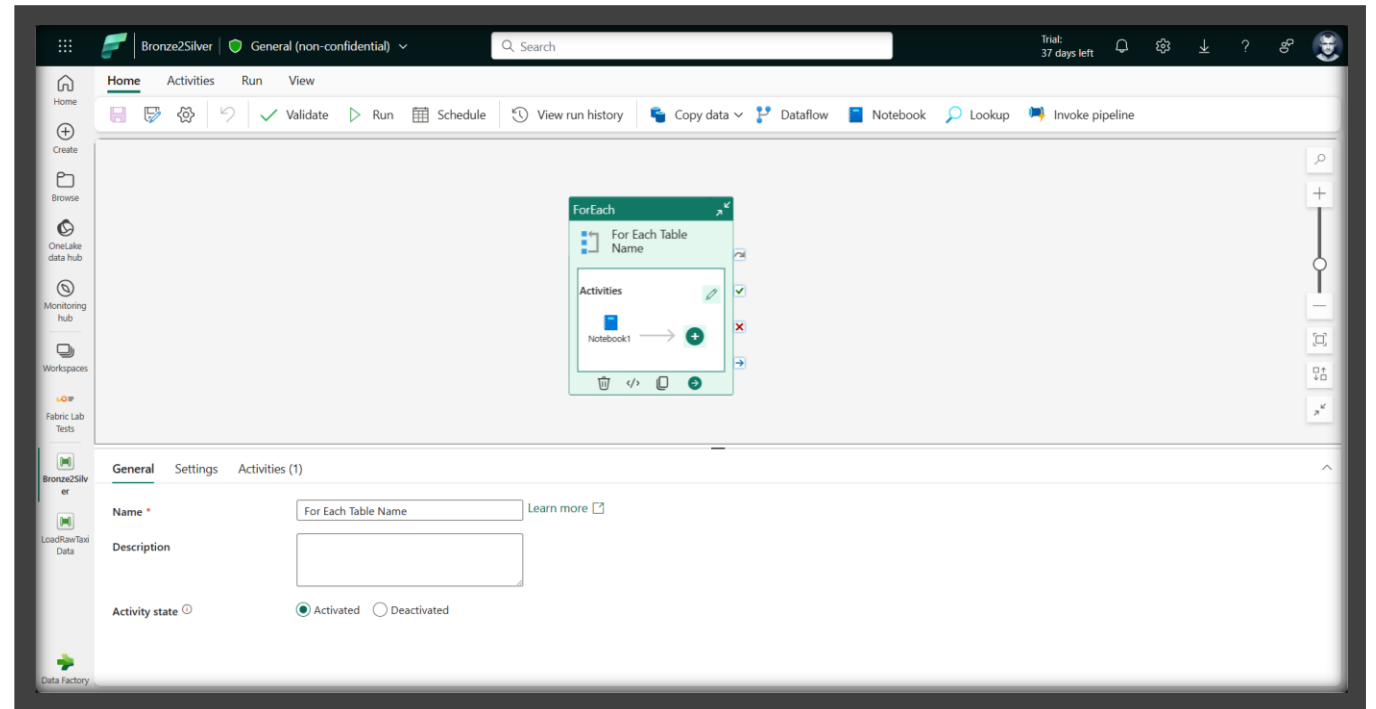 Bronze2Silver
General (non-confidential)
Search
Trial:
37 days left
?
Home
Activities
Run
View
Validate
Run
Schedule
View run history
Copy data
Dataflow
Notebook
Lookup
Invoke pipeline
Home
Create
Browse
OneLake
data hub
Monitoring
hub
Workspaces
Fabric Lab
Tests
Bronze2Silv
er
LoadRawTaxi
Data
Data Factory
ForEach
For Each Table
Name
Activities
Notebook1
General
Settings
Activities (1)
Name *
For Each Table Name
Learn more
Description
Activity state
Activated
Deactivated